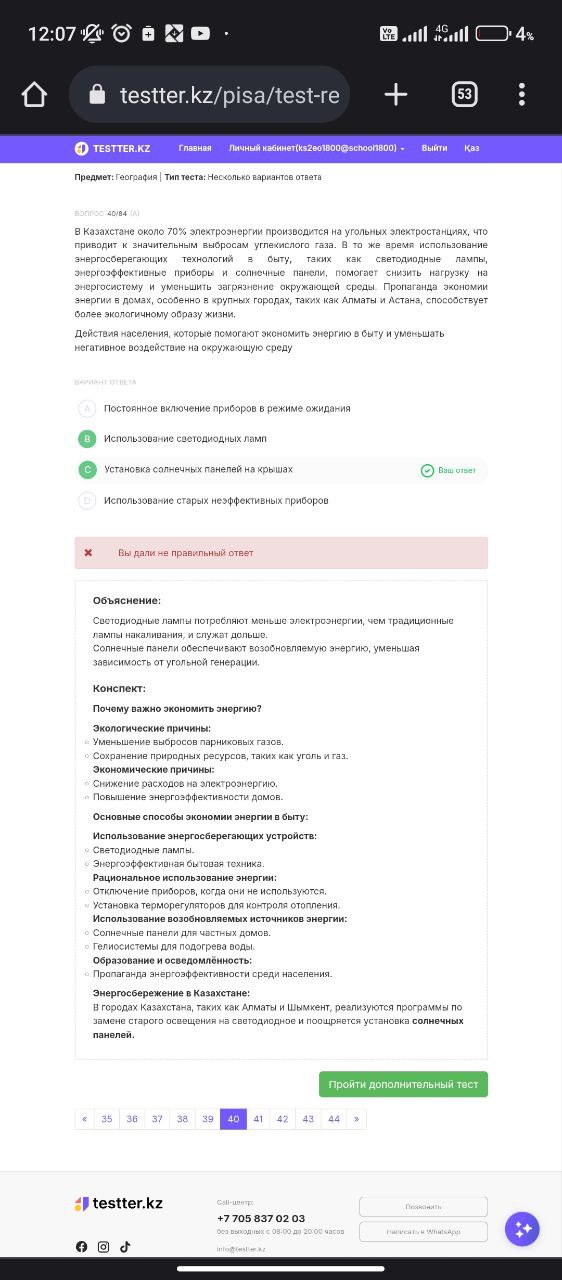 12:07
Vo LTE
4G
4%
testter.kz/pisa/test-re
53
TESTTER.KZ
Главная
Личный кабинет(ks2eo1800@school1800)
Выйти
Қаз
Предмет: География | Тип теста: Несколько вариантов ответа
ВОПРОС 40/84 (A)
В Казахстане около 70% электроэнергии производится на угольных электростанциях, что
приводит к значительным выбросам углекислого газа. В то же время использование
энергосберегающих технологий в быту, таких как светодиодные лампы,
энергоэффективные приборы и солнечные панели, помогает снизить нагрузку на
энергосистему и уменьшить загрязнение окружающей среды. Пропаганда экономии
энергии в домах, особенно в крупных городах, таких как Алматы и Астана, способствует
более экологичному образу жизни.
Действия населения, которые помогают экономить энергию в быту и уменьшать
негативное воздействие на окружающую среду
ВАРИАНТ ОТВЕТА
A Постоянное включение приборов в режиме ожидания
B Использование светодиодных ламп
C Установка солнечных панелей на крышах
Ваш ответ
D Использование старых неэффективных приборов
Вы дали не правильный ответ
Объяснение:
Светодиодные лампы потребляют меньше электроэнергии, чем традиционные
лампы накаливания, и служат дольше.
Солнечные панели обеспечивают возобновляемую энергию, уменьшая
зависимость от угольной генерации.
Конспект:
Почему важно экономить энергию?
Экологические причины:
Уменьшение выбросов парниковых газов.
Сохранение природных ресурсов, таких как уголь и газ.
Экономические причины:
Снижение расходов на электроэнергию.
Повышение энергоэффективности домов.
Основные способы экономии энергии в быту:
Использование энергосберегающих устройств:
Светодиодные лампы.
Энергоэффективная бытовая техника.
Рациональное использование энергии:
Отключение приборов, когда они не используются.
Установка терморегуляторов для контроля отопления.
Использование возобновляемых источников энергии:
Солнечные панели для частных домов.
Гелиосистемы для подогрева воды.
Образование и осведомлённость:
Пропаганда энергоэффективности среди населения.
Энергосбережение в Казахстане:
В городах Казахстана, таких как Алматы и Шымкент, реализуются программы по
замене старого освещения на светодиодное и поощряется установка солнечных
панелей.
Пройти дополнительный тест
« 35 36 37 38 39 40 41 42 43 44 »
testter.kz
Call-центр:
+7 705 837 02 03
без выходных с 08:00 до 20:00 часов
info@testter.kz
Позвонить
Написать в WhatsApp